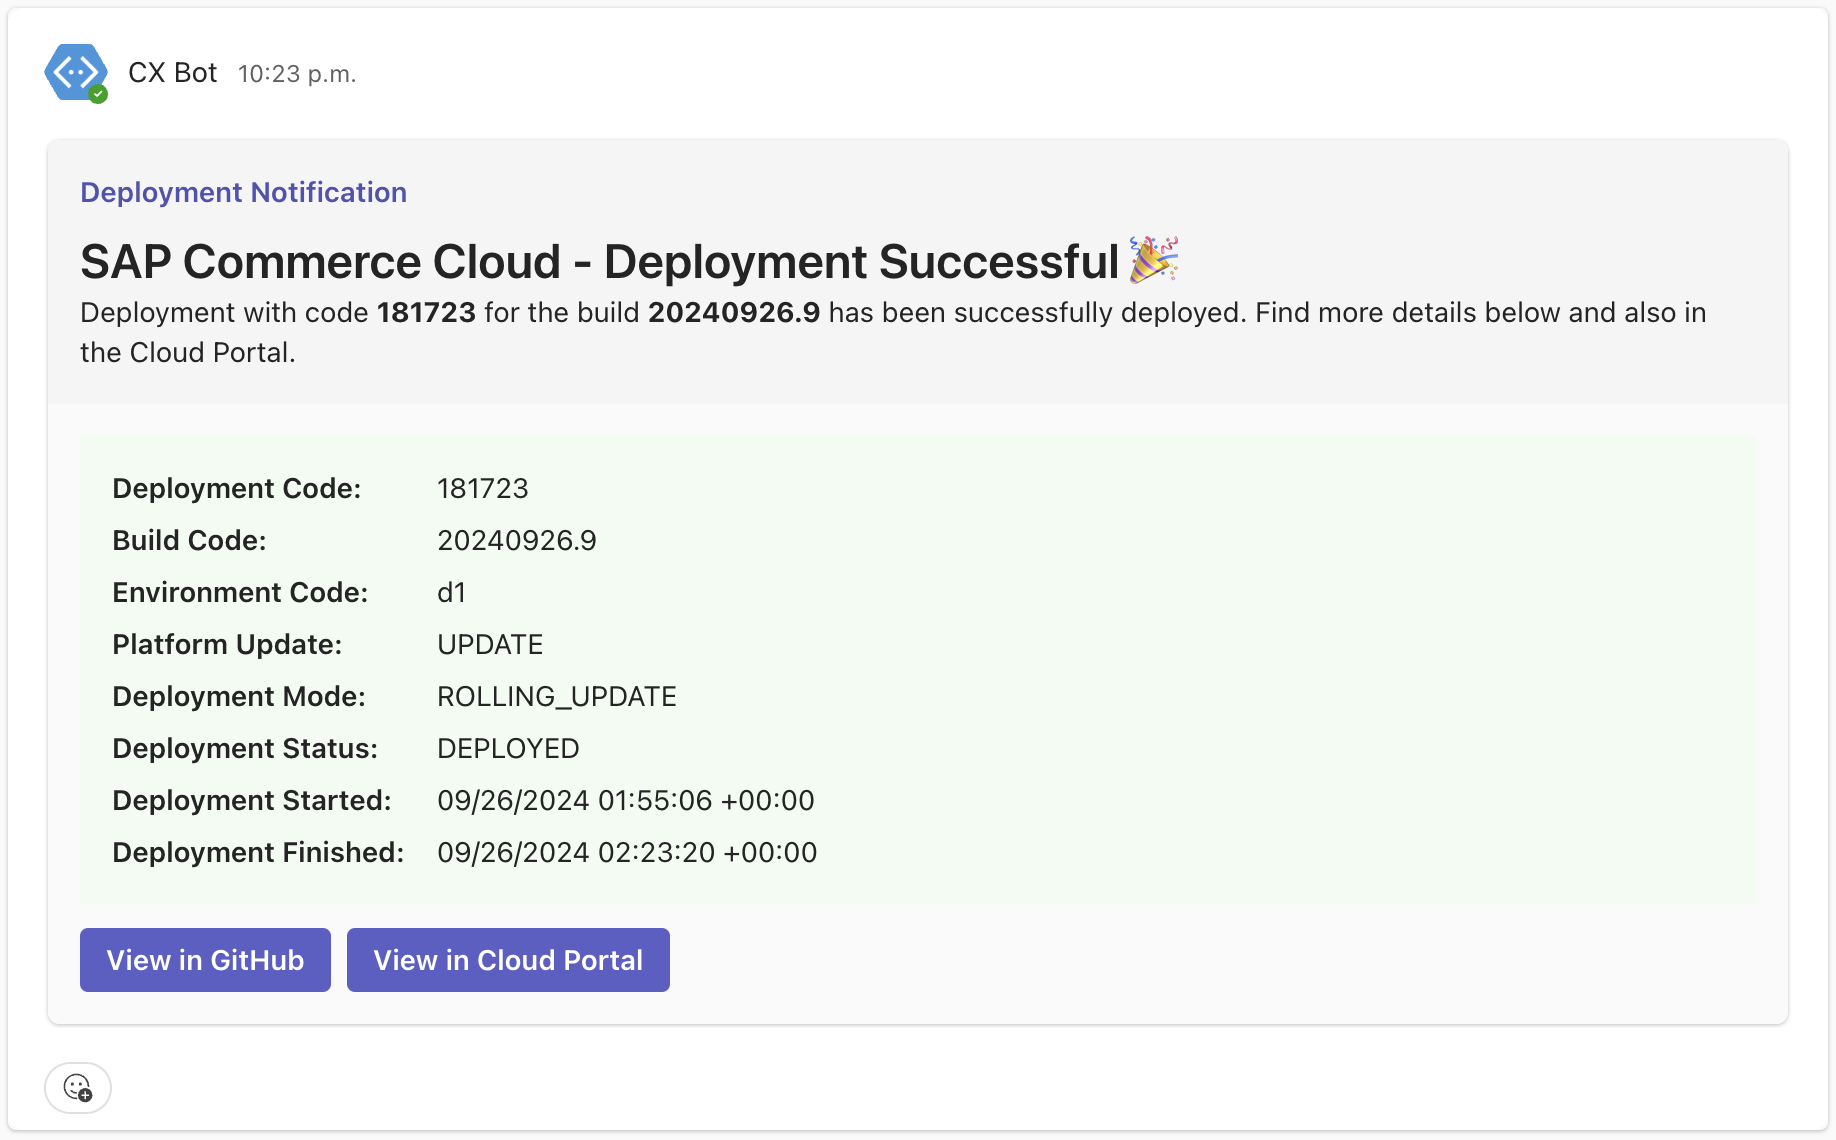 CX Bot 10:23 p.m.
Deployment Notification
SAP Commerce Cloud - Deployment Successful🎉
Deployment with code 181723 for the build 20240926.9 has been successfully deployed. Find more details below and also in
the Cloud Portal.
Deployment Code: 181723
Build Code: 20240926.9
Environment Code: d1
Platform Update: UPDATE
Deployment Mode: ROLLING_UPDATE
Deployment Status: DEPLOYED
Deployment Started: 09/26/2024 01:55:06 +00:00
Deployment Finished: 09/26/2024 02:23:20 +00:00
View in GitHub View in Cloud Portal